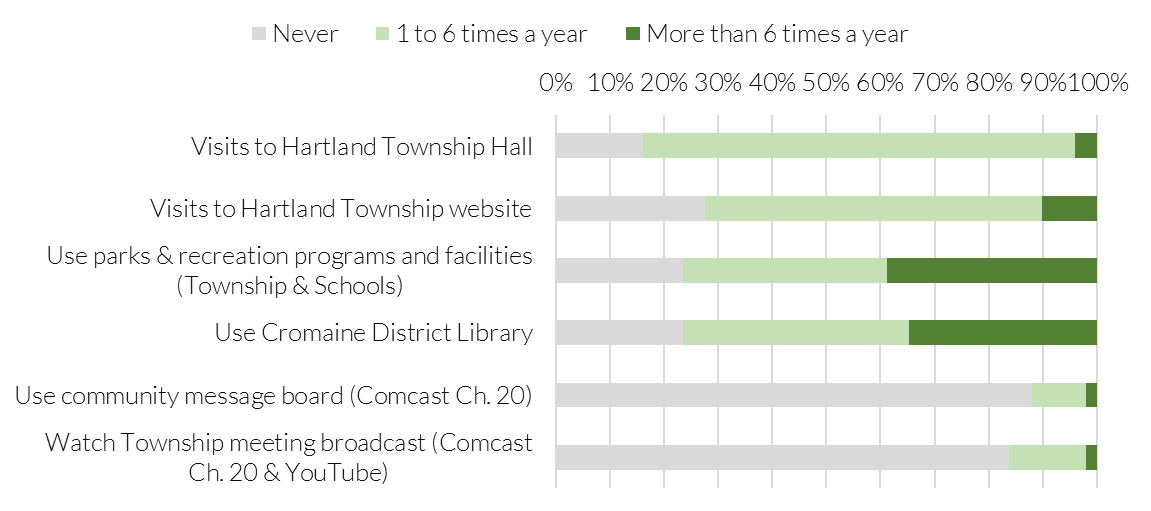 Never 1 to 6 times a year More than 6 times a year
0% 10% 20% 30% 40% 50% 60% 70% 80% 90% 100%
Visits to Hartland Township Hall
Visits to Hartland Township website
Use parks & recreation programs and facilities
(Township & Schools)
Use Cromaine District Library
Use community message board (Comcast Ch. 20)
Watch Township meeting broadcast (Comcast
Ch. 20 & YouTube)